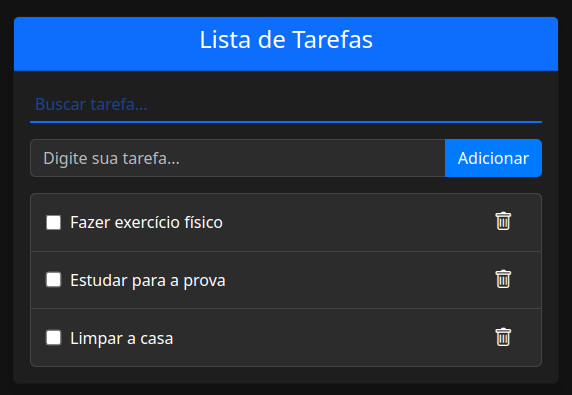 Lista de Tarefas
Buscar tarefa...
Digite sua tarefa...
Adicionar
Fazer exercício físico
Estudar para a prova
Limpar a casa